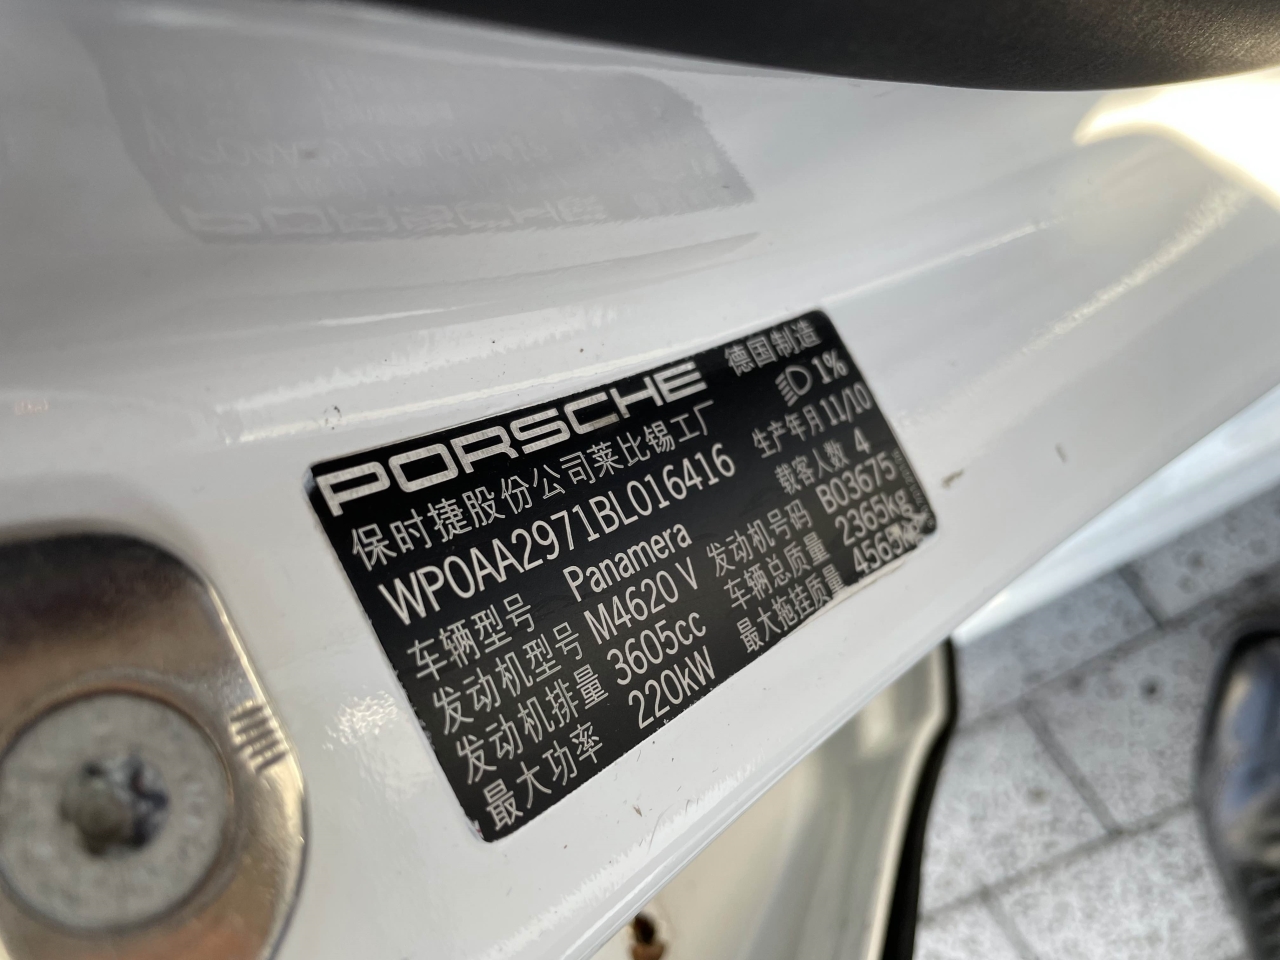 PORSCHE 德国制造
保时捷股份公司莱比锡工厂 1%
WP0AA2971BL016416 生产年月 11/10
车辆型号 Panamera 载客人数 4
发动机型号 M4620 V 发动机号码 B03675
发动机排量 3605cc 车辆总质量 2365kg
最大功率 220kW 最大拖挂质量 4565kg